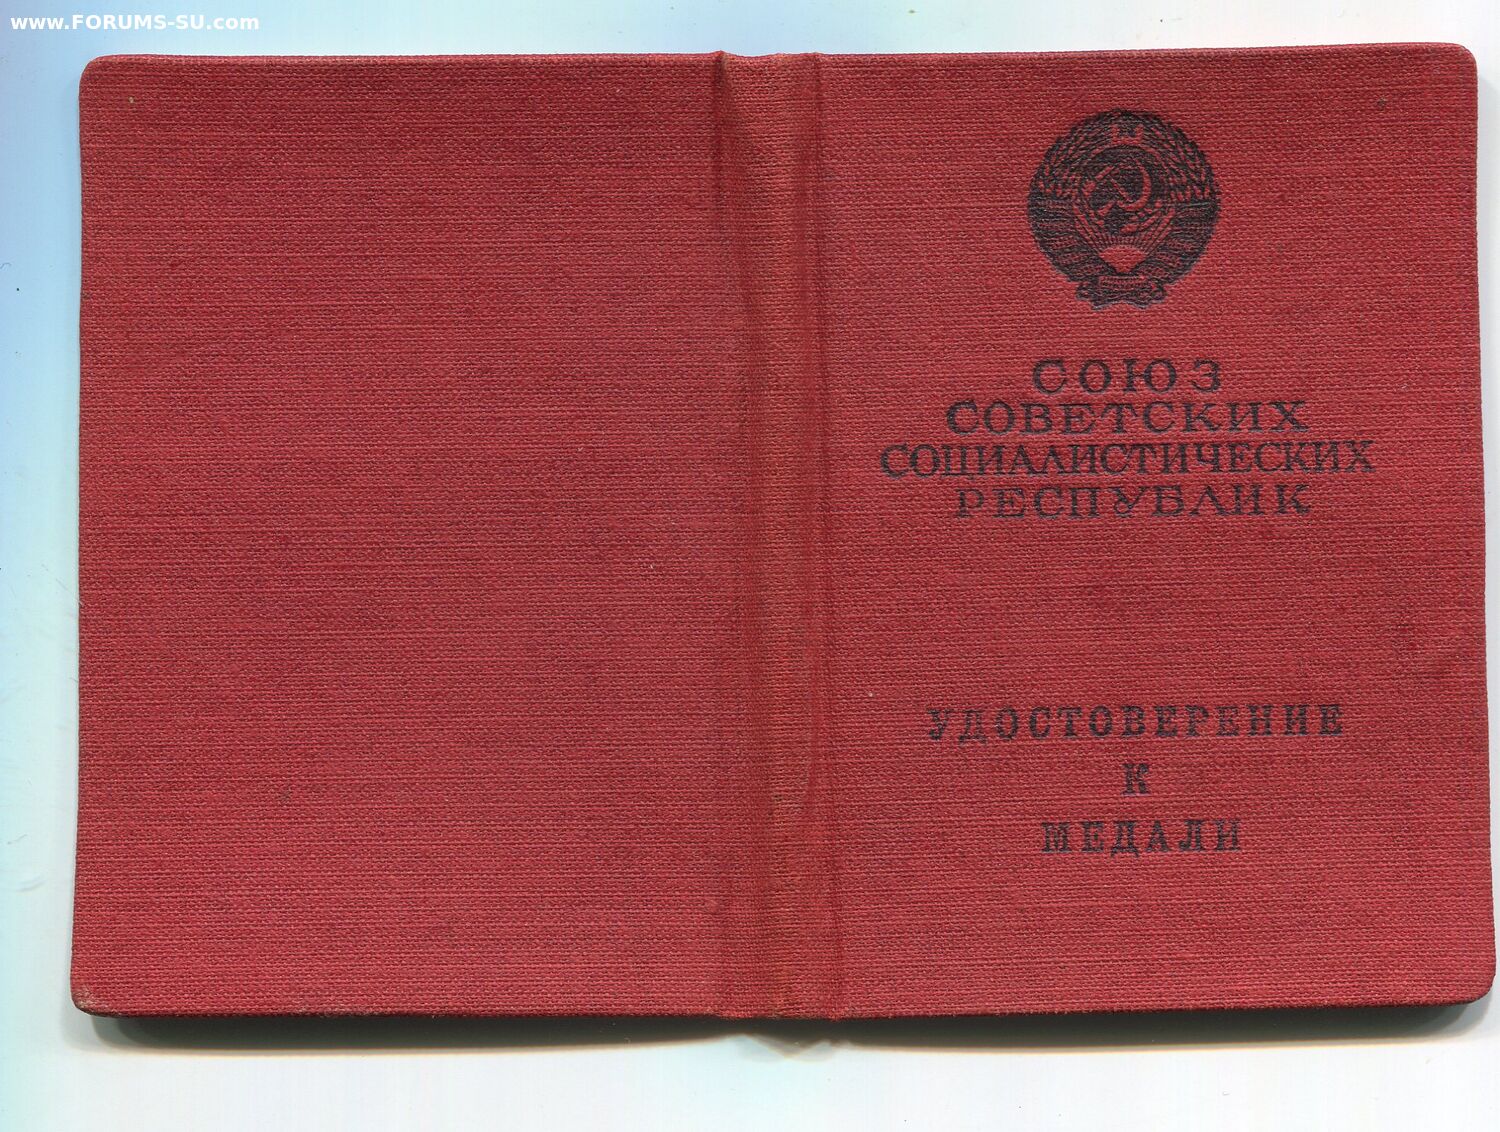 www.FORUMS-SU.com
СОЮЗ
СОВЕТСКИХ
СОЦИАЛИСТИЧЕСКИХ
РЕСПУБЛИК
УДОСТОВЕРЕНИЕ
К
МЕДАЛИ